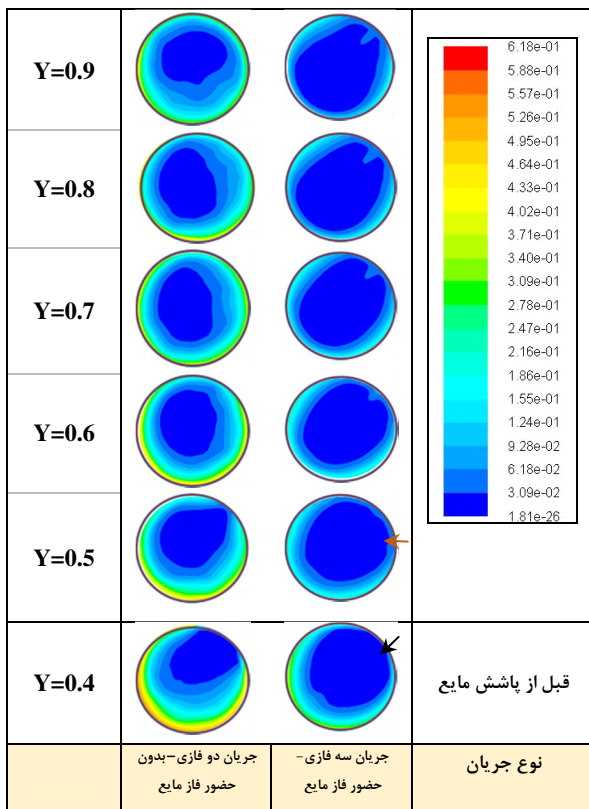 Y=0.9
Y=0.8
Y=0.7
Y=0.6
Y=0.5
Y=0.4
6.18e-01
5.88e-01
5.57e-01
5.26e-01
4.95e-01
4.64e-01
4.33e-01
4.02e-01
3.71e-01
3.40e-01
3.09e-01
2.78e-01
2.47e-01
2.16e-01
1.86e-01
1.55e-01
1.24e-01
9.28e-02
6.18e-02
3.09e-02
1.81e-26
قبل از پاشش مایع
نوع جریان
جریان سه فازی-
حضور فاز مایع
جریان دو فازی-بدون
حضور فاز مایع